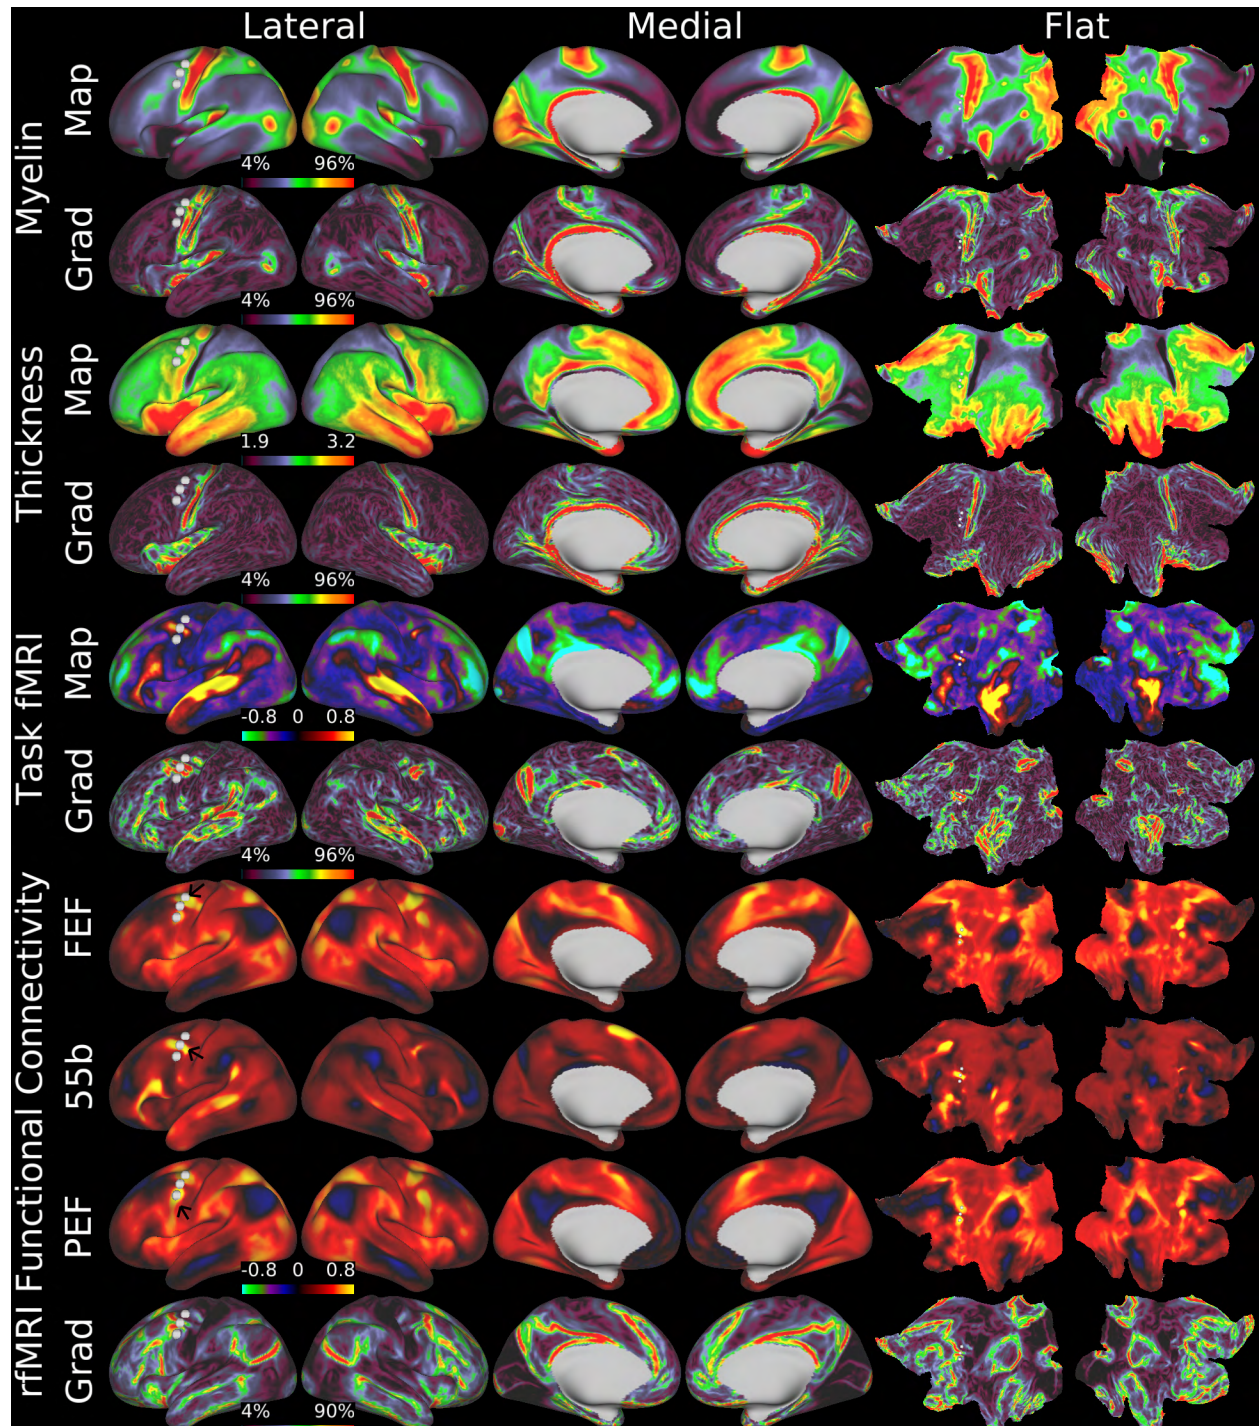 Lateral Medial Flat
Myelin
Map
4% 96%
Grad
4% 96%
Thickness
Map
1.9 3.2
Grad
4% 96%
Task fMRI
Map
-0.8 0 0.8
Grad
4% 96%
rfMRI Functional Connectivity
FEF
55b
PEF
-0.8 0 0.8
Grad
4% 90%